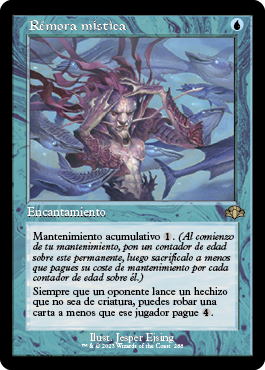 Rémora mística
Encantamiento
Mantenimiento acumulativo 1. (Al comienzo
de tu mantenimiento, pon un contador de edad
sobre este permanente, luego sacrifícalo a menos
que pagues su coste de mantenimiento por cada
contador de edad sobre él.)
Siempre que un oponente lance un hechizo
que no sea de criatura, puedes robar una
carta a menos que ese jugador pague 4.
Illust. Jesper Ejsing
™ & © 2023 Wizards of the Coast 288